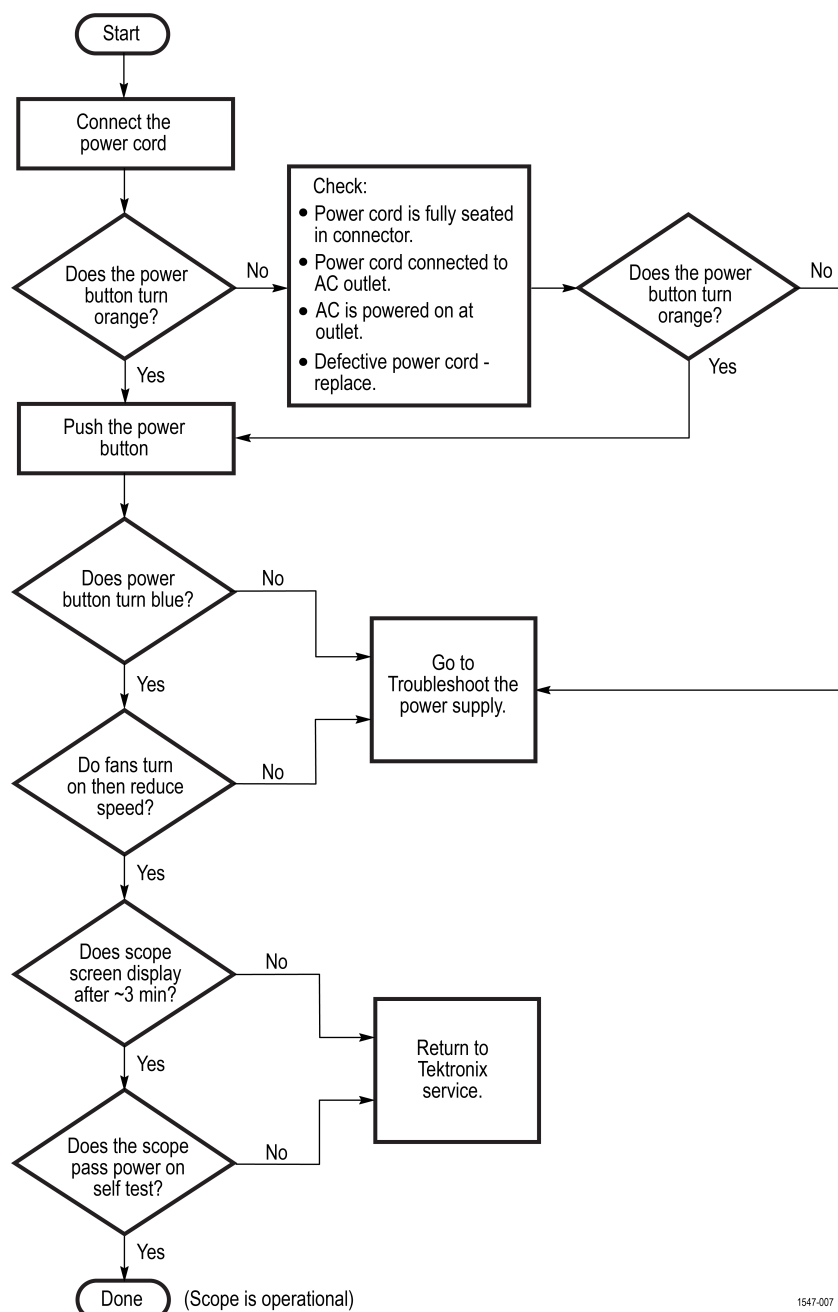 Start
Connect the
power cord
Does the power
button turn
orange?
No
Check:
• Power cord is fully seated
in connector.
• Power cord connected to
AC outlet.
• AC is powered on at
outlet.
• Defective power cord -
replace.
Does the power
button turn
orange?
No
Yes
Yes
Push the power
button
Does power
button turn blue?
No
Go to
Troubleshoot the
power supply.
Yes
Do fans turn
on then reduce
speed?
No
Yes
Does scope
screen display
after ~3 min?
No
Return to
Tektronix
service.
Yes
Does the scope
pass power on
self test?
No
Yes
Done
(Scope is operational)
1547-007